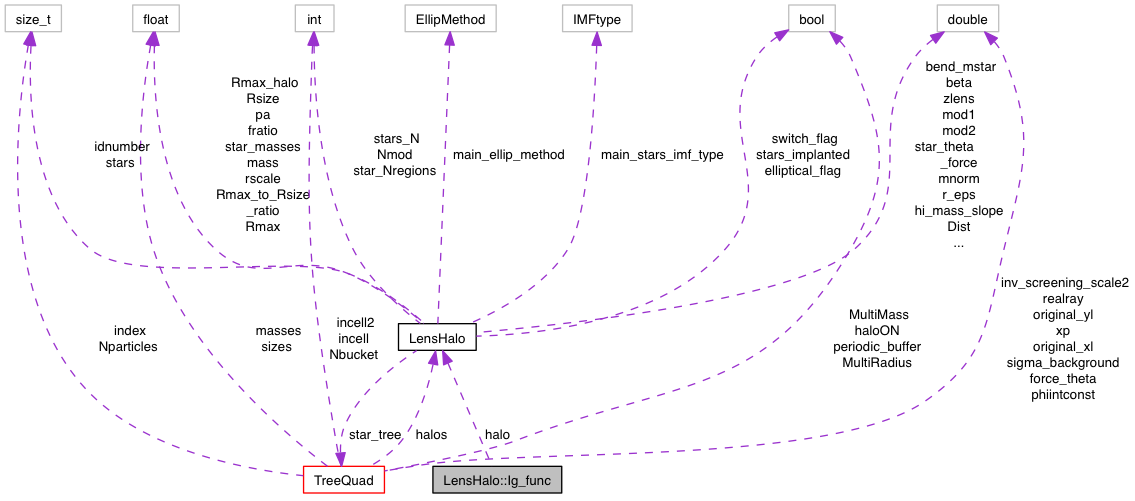 size_t
float
int
EllipMethod
IMFtype
bool
double
idnumber
stars
Rmax_halo
Rsize
pa
fratio
star_masses
mass
rscale
Rmax_to_Rsize
_ratio
Rmax
stars_N
Nmod
star_Nregions
main_ellip_method
main_stars_imf_type
switch_flag
stars_implanted
elliptical_flag
bend_mstar
beta
zlens
mod1
mod2
star_theta
_force
mnorm
r_eps
hi_mass_slope
Dist
...
index
Nparticles
masses
sizes
incell2
incell
Nbucket
LensHalo
MultiMass
haloON
periodic_buffer
MultiRadius
inv_screening_scale2
realray
original_yl
xp
original_xl
sigma_background
force_theta
phiintconst
star_tree
halos
halo
TreeQuad
LensHalo::Ig_func